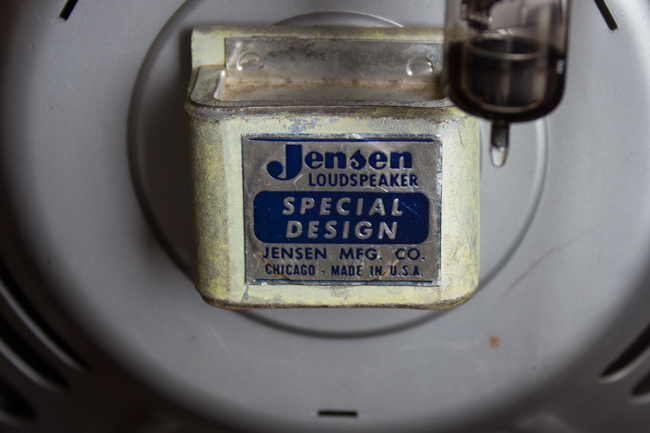 Jensen
LOUDSPEAKER
SPECIAL
DESIGN
JENSEN MFG. CO.
CHICAGO - MADE IN U.S.A.